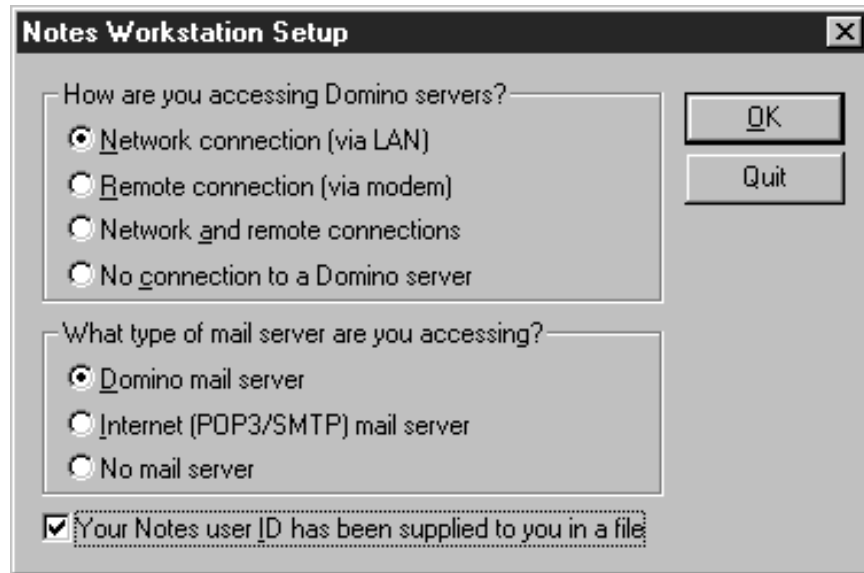 Notes Workstation Setup
How are you accessing Domino servers?
Network connection (via LAN)
Remote connection (via modem)
Network and remote connections
No connection to a Domino server
OK
Quit
What type of mail server are you accessing?
Domino mail server
Internet (POP3/SMTP) mail server
No mail server
Your Notes user ID has been supplied to you in a file